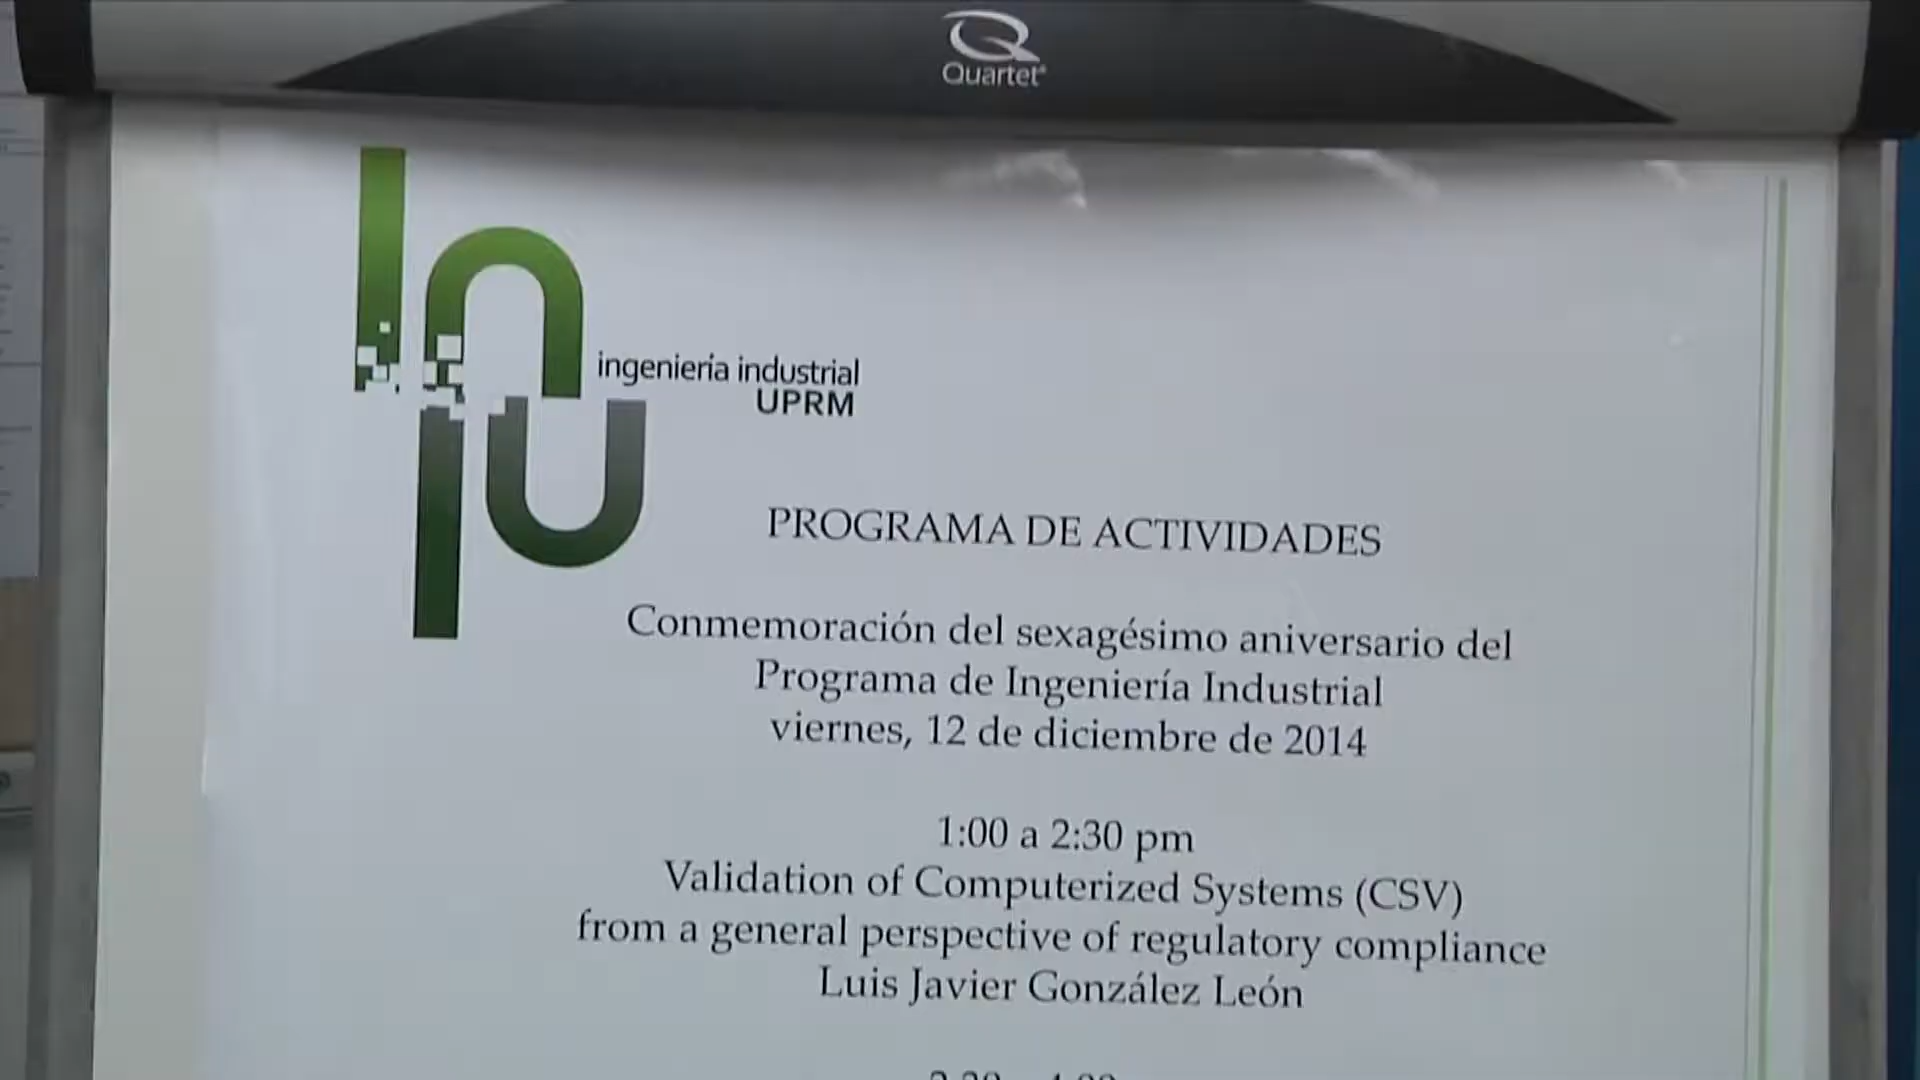 Quartet
ingeniería industrial
UPRM
PROGRAMA DE ACTIVIDADES
Conmemoración del sexagésimo aniversario del
Programa de Ingeniería Industrial
viernes, 12 de diciembre de 2014
1:00 a 2:30 pm
Validation of Computerized Systems (CSV)
from a general perspective of regulatory compliance
Luis Javier González León